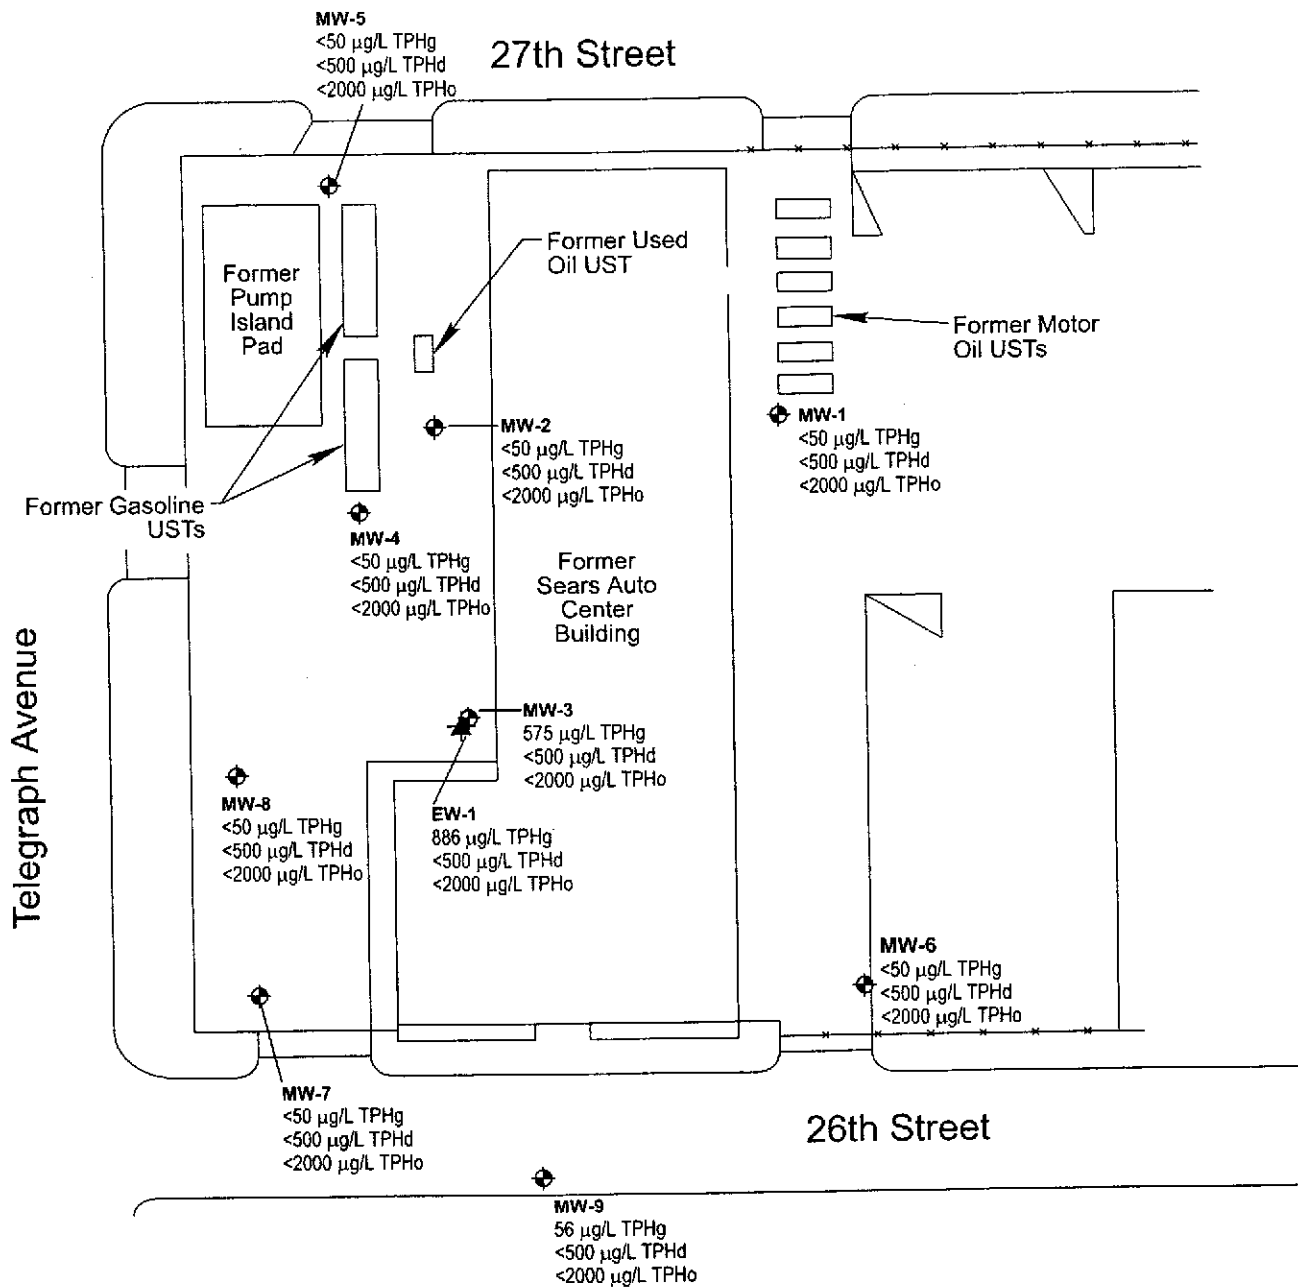 MW-5
<50 µg/L TPHg
<500 µg/L TPHd
<2000 µg/L TPHo
27th Street
Former Used
Oil UST
Former
Pump
Island
Pad
Former Motor
Oil USTs
MW-1
<50 µg/L TPHg
<500 µg/L TPHd
<2000 µg/L TPHo
MW-2
<50 µg/L TPHg
<500 µg/L TPHd
<2000 µg/L TPHo
Former Gasoline
USTs
MW-4
<50 µg/L TPHg
<500 µg/L TPHd
<2000 µg/L TPHo
Former
Sears Auto
Center
Building
Telegraph Avenue
MW-3
575 µg/L TPHg
<500 µg/L TPHd
<2000 µg/L TPHo
MW-8
<50 µg/L TPHg
<500 µg/L TPHd
<2000 µg/L TPHo
EW-1
886 µg/L TPHg
<500 µg/L TPHd
<2000 µg/L TPHo
MW-6
<50 µg/L TPHg
<500 µg/L TPHd
<2000 µg/L TPHo
MW-7
<50 µg/L TPHg
<500 µg/L TPHd
<2000 µg/L TPHo
26th Street
MW-9
56 µg/L TPHg
<500 µg/L TPHd
<2000 µg/L TPHo